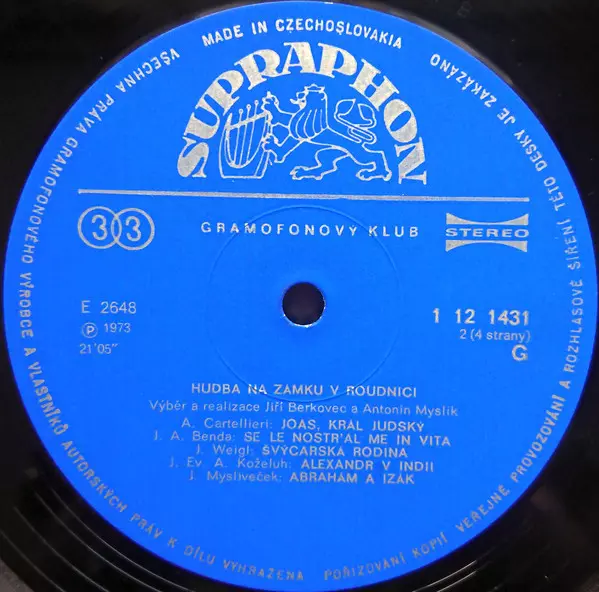 MADE IN CZECHOSLOVAKIA
SUPRAPHON
33
GRAMOFONOVÝ KLUB
STEREO
E 2648
Ⓟ 1973
21'05"
1 12 1431
2 (4 strany)
G
HUDBA NA ZÁMKU V ROUDNICI
Výběr a realizace Jiří Berkovec a Antonín Myslík
A. Cartellieri: JOAS, KRÁL JUDSKÝ
J. A. Benda: SE LE NOSTR'AL ME IN VITA
J. Weigl: ŠVÝCARSKÁ RODINA
J. Ev. A. Koželuh: ALEXANDR V INDII
J. Mysliveček: ABRAHÁM A IZÁK
VŠECHNA PRÁVA GRAMOFONOVÉHO VÝROBCE A VLASTNÍKŮ AUTORSKÝCH PRÁV K DÍLU VYHRAZENA
POŘIZOVÁNÍ KOPIÍ VEŘEJNÉ PROVOZOVÁNÍ A ROZHLASOVÉ ŠÍŘENÍ TÉTO DESKY JE ZAKÁZÁNO